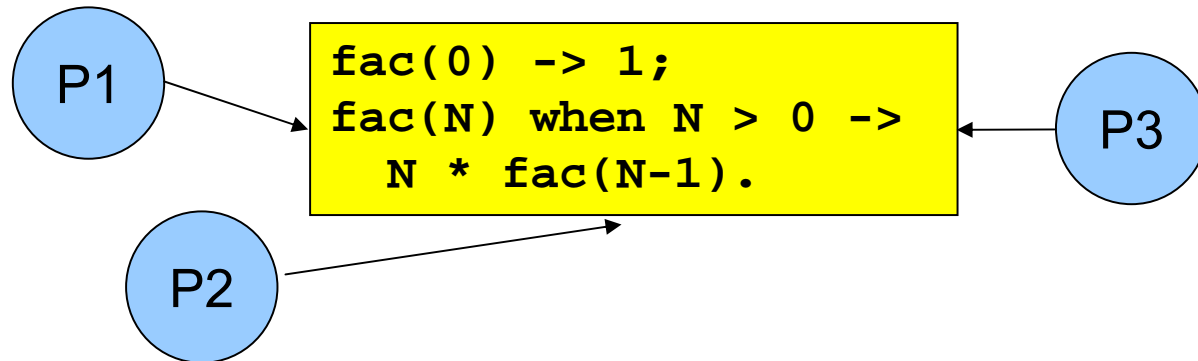 P1
fac(0) -> 1;
fac(N) when N > 0 ->
  N * fac(N-1).
P3
P2